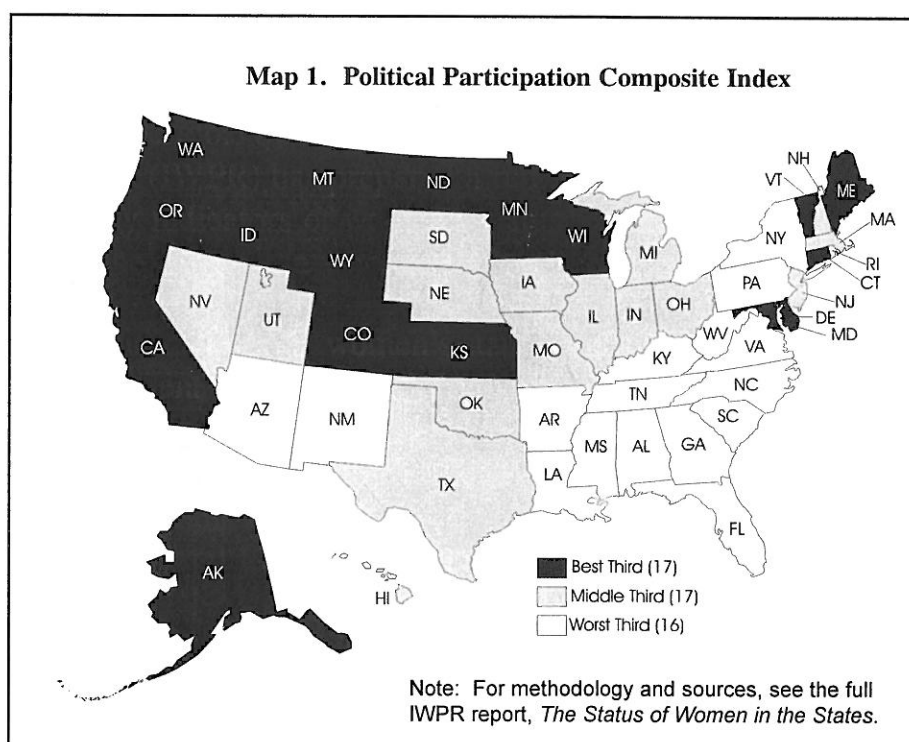 Map 1. Political Participation Composite Index
WA
MT
ND
MN
OR
ID
WY
SD
WI
MI
NH
VT
ME
MA
NY
RI
CT
NV
UT
NE
IA
IL
IN
OH
PA
NJ
DE
MD
CA
CO
KS
MO
KY
WV
VA
AZ
NM
OK
AR
TN
NC
SC
TX
LA
MS
AL
GA
FL
AK
HI
Best Third (17)
Middle Third (17)
Worst Third (16)
Note: For methodology and sources, see the full
IWPR report, The Status of Women in the States.